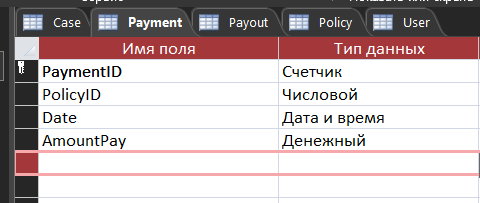 Case Payment Payout Policy User
Имя поля Тип данных
PaymentID Счетчик
PolicyID Числовой
Date Дата и время
AmountPay Денежный